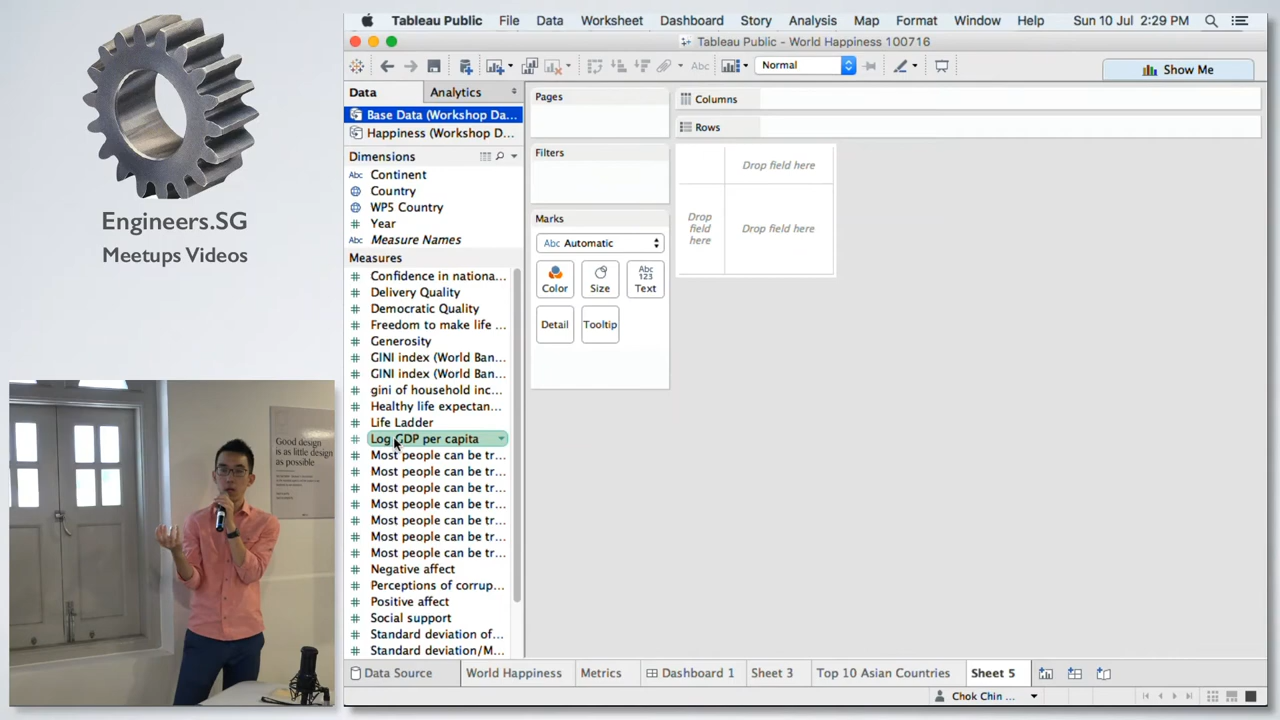 Engineers.SG
Meetups Videos
Good design
is as little design
as possible
Tableau Public File Data Worksheet Dashboard Story Analysis Map Format Window Help Sun 10 Jul 2:29 PM
Tableau Public - World Happiness 100716
Abc Normal Show Me
Data Analytics
Base Data (Workshop Da...
Happiness (Workshop D...
Dimensions
Abc Continent
Country
WP5 Country
# Year
Abc Measure Names
Measures
# Confidence in nationa...
# Delivery Quality
# Democratic Quality
# Freedom to make life ...
# Generosity
# GINI index (World Ban...
# GINI index (World Ban...
# gini of household inc...
# Healthy life expectan...
# Life Ladder
# Log GDP per capita
# Most people can be tr...
# Most people can be tr...
# Most people can be tr...
# Most people can be tr...
# Most people can be tr...
# Most people can be tr...
# Most people can be tr...
# Negative affect
# Perceptions of corrup...
# Positive affect
# Social support
# Standard deviation of...
# Standard deviation/M...
Pages
Filters
Marks
Abc Automatic
Color
Size
Abc
123
Text
Detail
Tooltip
Columns
Rows
Drop field here
Drop
field
here
Drop field here
Data Source World Happiness Metrics Dashboard 1 Sheet 3 Top 10 Asian Countries Sheet 5
Chok Chin ...